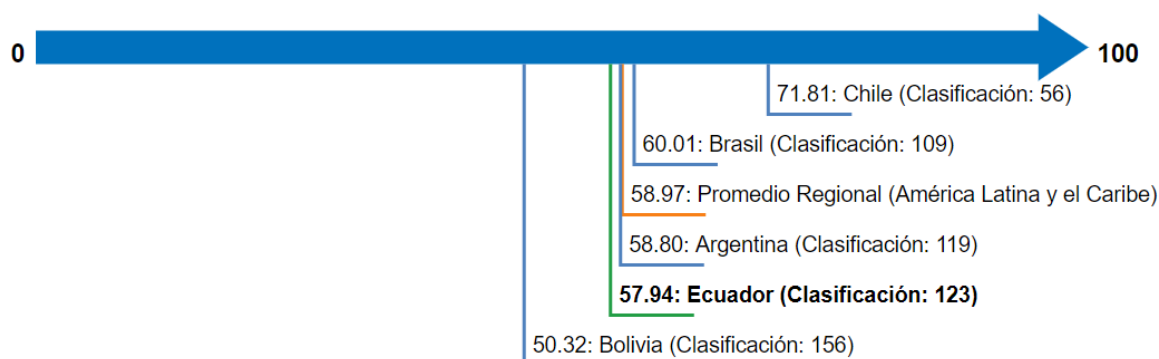 0
100
71.81: Chile (Clasificación: 56)
60.01: Brasil (Clasificación: 109)
58.97: Promedio Regional (América Latina y el Caribe)
58.80: Argentina (Clasificación: 119)
57.94: Ecuador (Clasificación: 123)
50.32: Bolivia (Clasificación: 156)